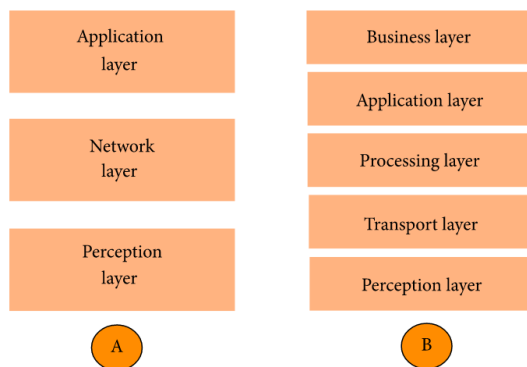 Application
layer
Network
layer
Perception
layer
A
Business layer
Application layer
Processing layer
Transport layer
Perception layer
B